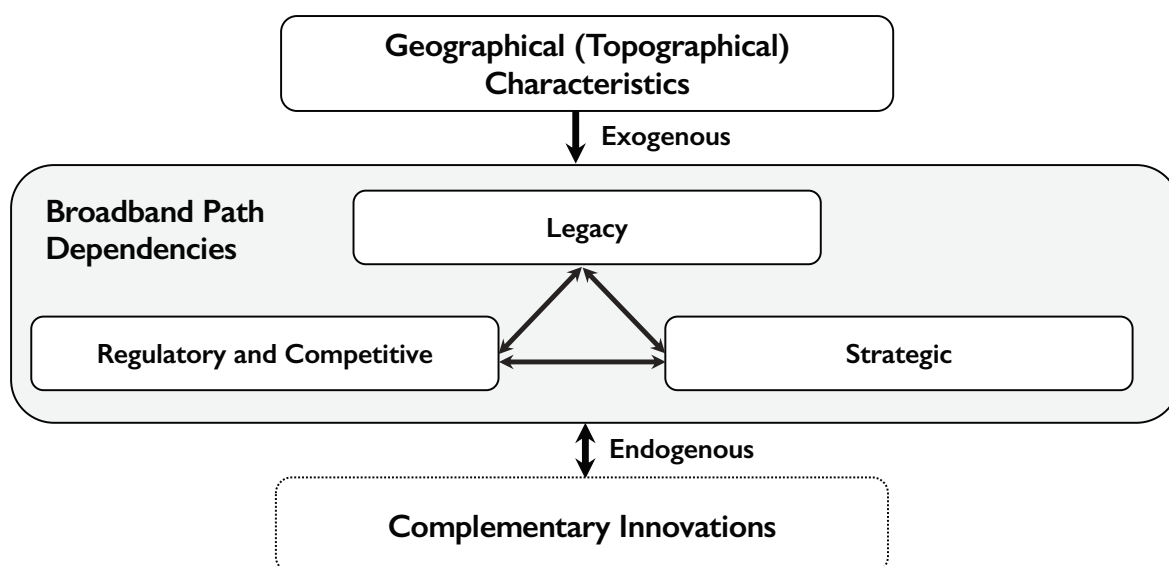 Geographical (Topographical)
Characteristics
Exogenous
Broadband Path
Dependencies
Legacy
Regulatory and Competitive
Strategic
Endogenous
Complementary Innovations